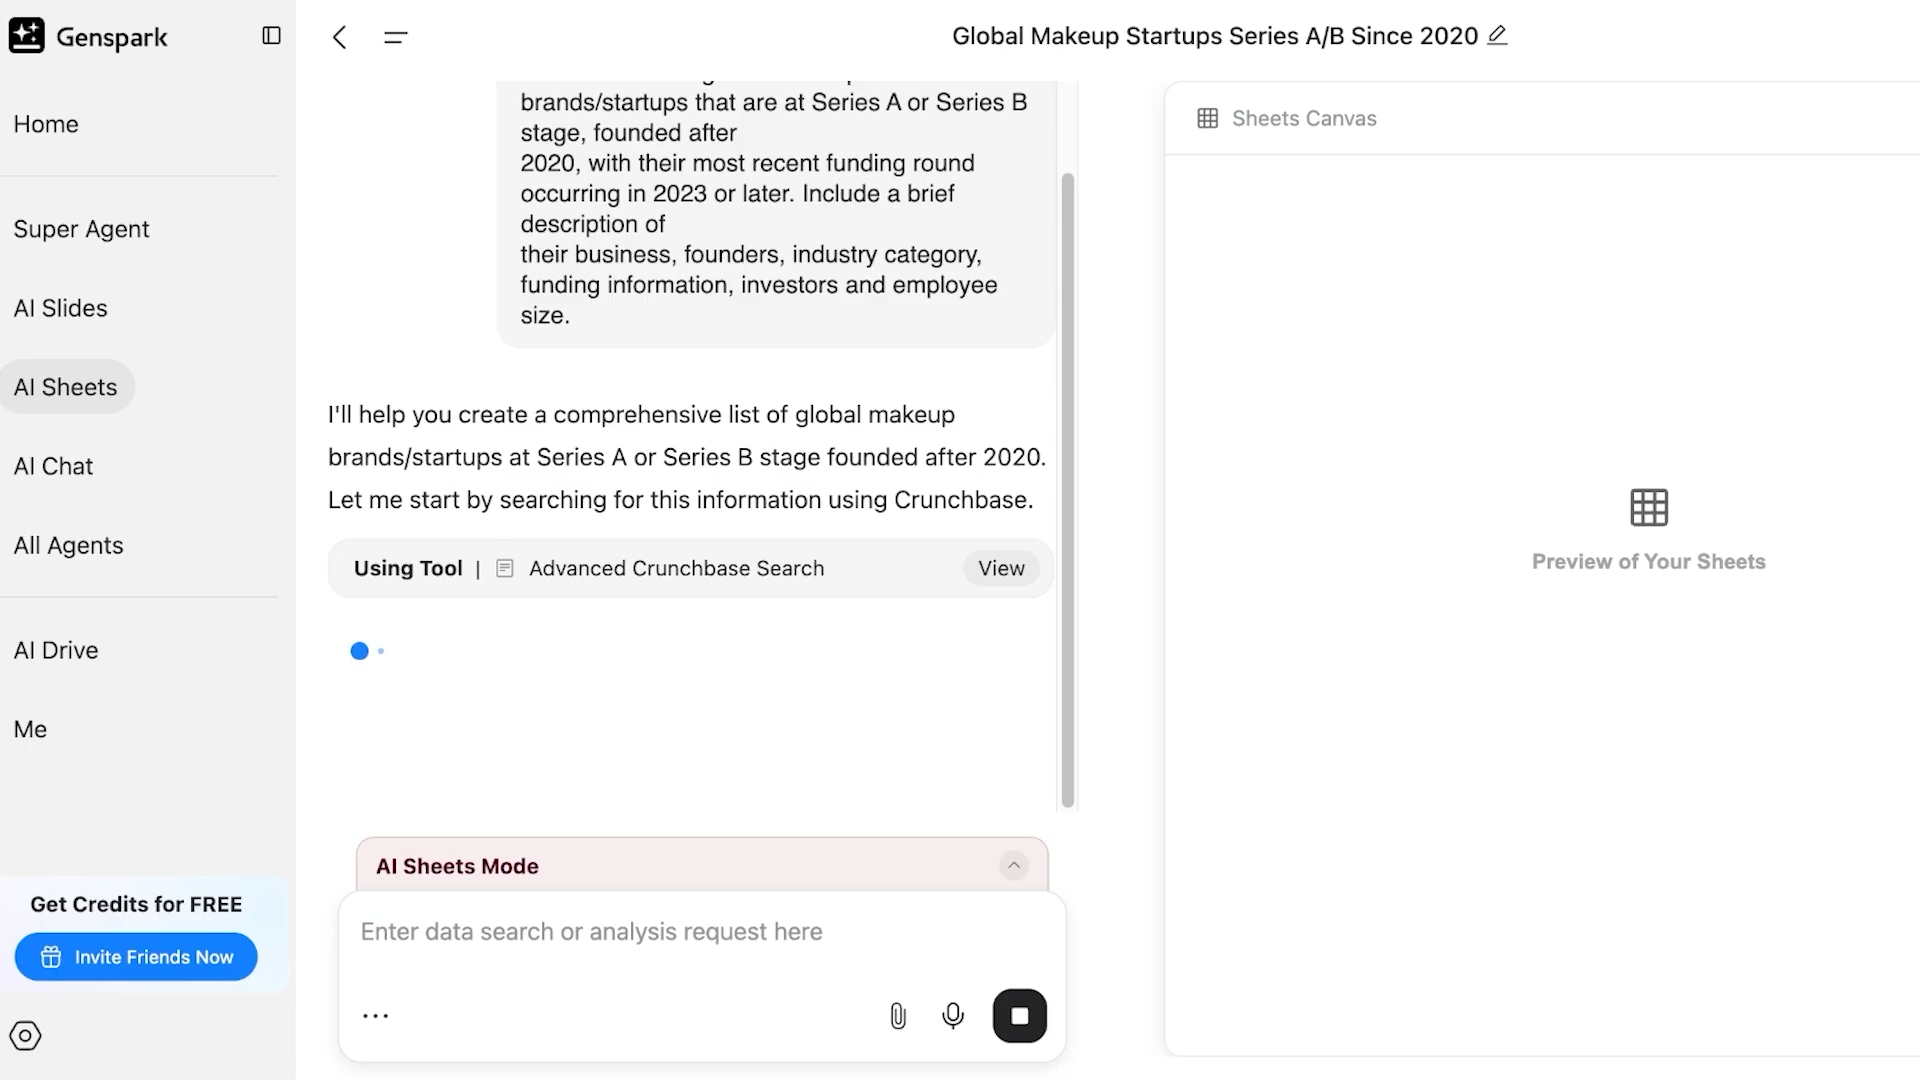 Genspark
Global Makeup Startups Series A/B Since 2020
Home
Super Agent
AI Slides
AI Sheets
AI Chat
All Agents
AI Drive
Me
Get Credits for FREE
Invite Friends Now
brands/startups that are at Series A or Series B
stage, founded after
2020, with their most recent funding round
occurring in 2023 or later. Include a brief
description of
their business, founders, industry category,
funding information, investors and employee
size.
I'll help you create a comprehensive list of global makeup
brands/startups at Series A or Series B stage founded after 2020.
Let me start by searching for this information using Crunchbase.
Using Tool | Advanced Crunchbase Search View
AI Sheets Mode
Enter data search or analysis request here
Sheets Canvas
Preview of Your Sheets